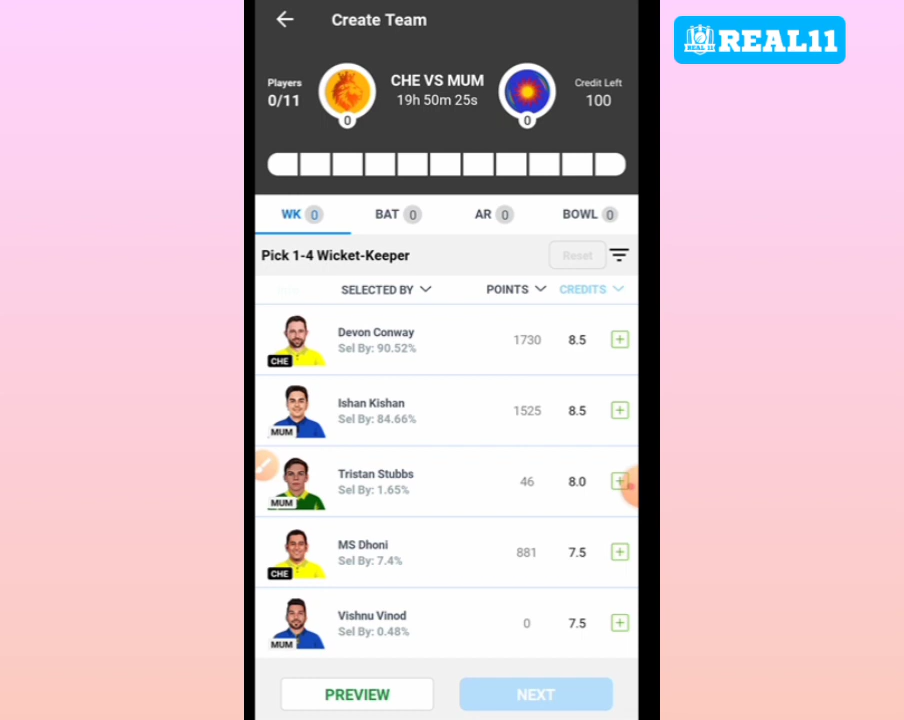 Create Team
REAL11
REAL 11
Players
0/11
CHE VS MUM
19h 50m 25s
Credit Left
100
0
0
WK 0
BAT 0
AR 0
BOWL 0
Pick 1-4 Wicket-Keeper
Reset
SELECTED BY
POINTS
CREDITS
Devon Conway
Sel By: 90.52%
1730
8.5
CHE
Ishan Kishan
Sel By: 84.66%
1525
8.5
MUM
Tristan Stubbs
Sel By: 1.65%
46
8.0
MUM
MS Dhoni
Sel By: 7.4%
881
7.5
CHE
Vishnu Vinod
Sel By: 0.48%
0
7.5
MUM
PREVIEW
NEXT